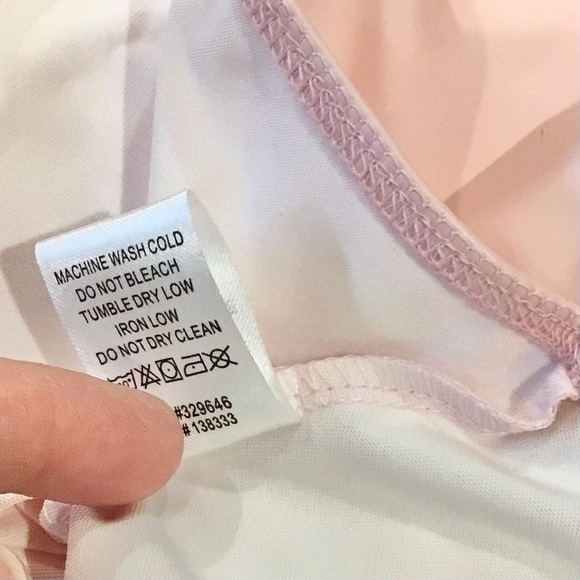 MACHINE WASH COLD
DO NOT BLEACH
TUMBLE DRY LOW
IRON LOW
DO NOT DRY CLEAN
#329646
# 138333